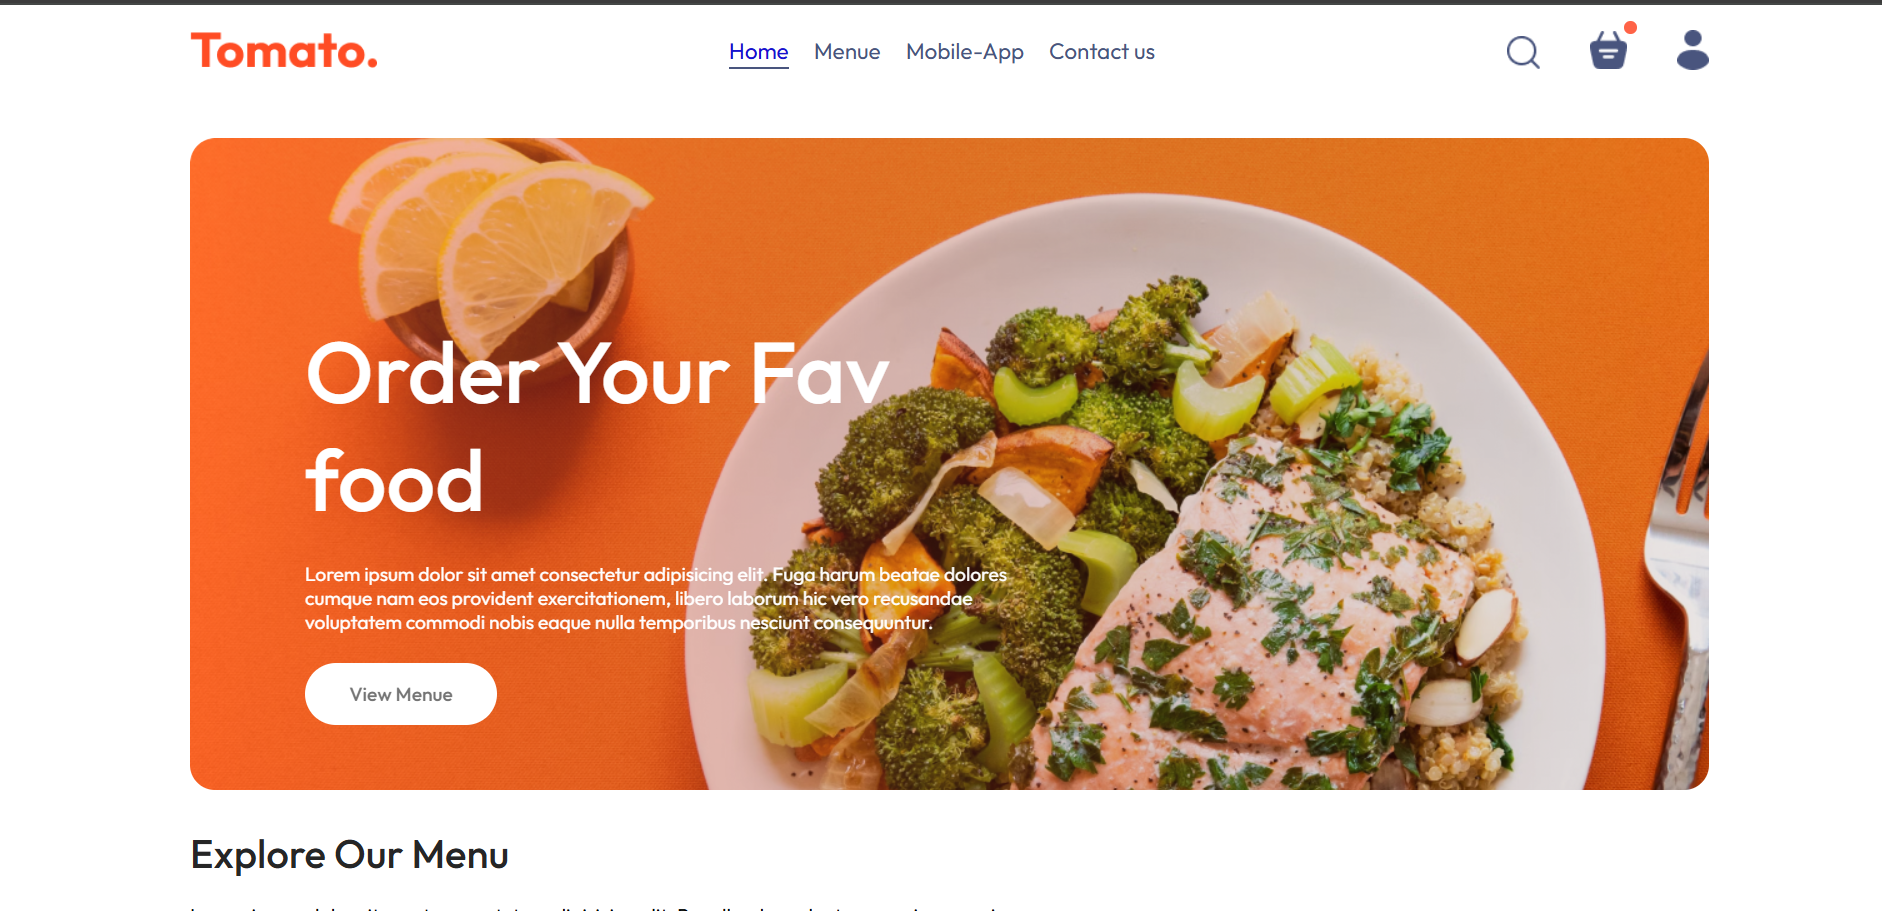 Tomato.
Home Menue Mobile-App Contact us
Order Your Fav
food
Lorem ipsum dolor sit amet consectetur adipisicing elit. Fuga harum beatae dolores
cumque nam eos provident exercitationem, libero laborum hic vero recusandae
voluptatem commodi nobis eaque nulla temporibus nesciunt consequuntur.
View Menue
Explore Our Menu